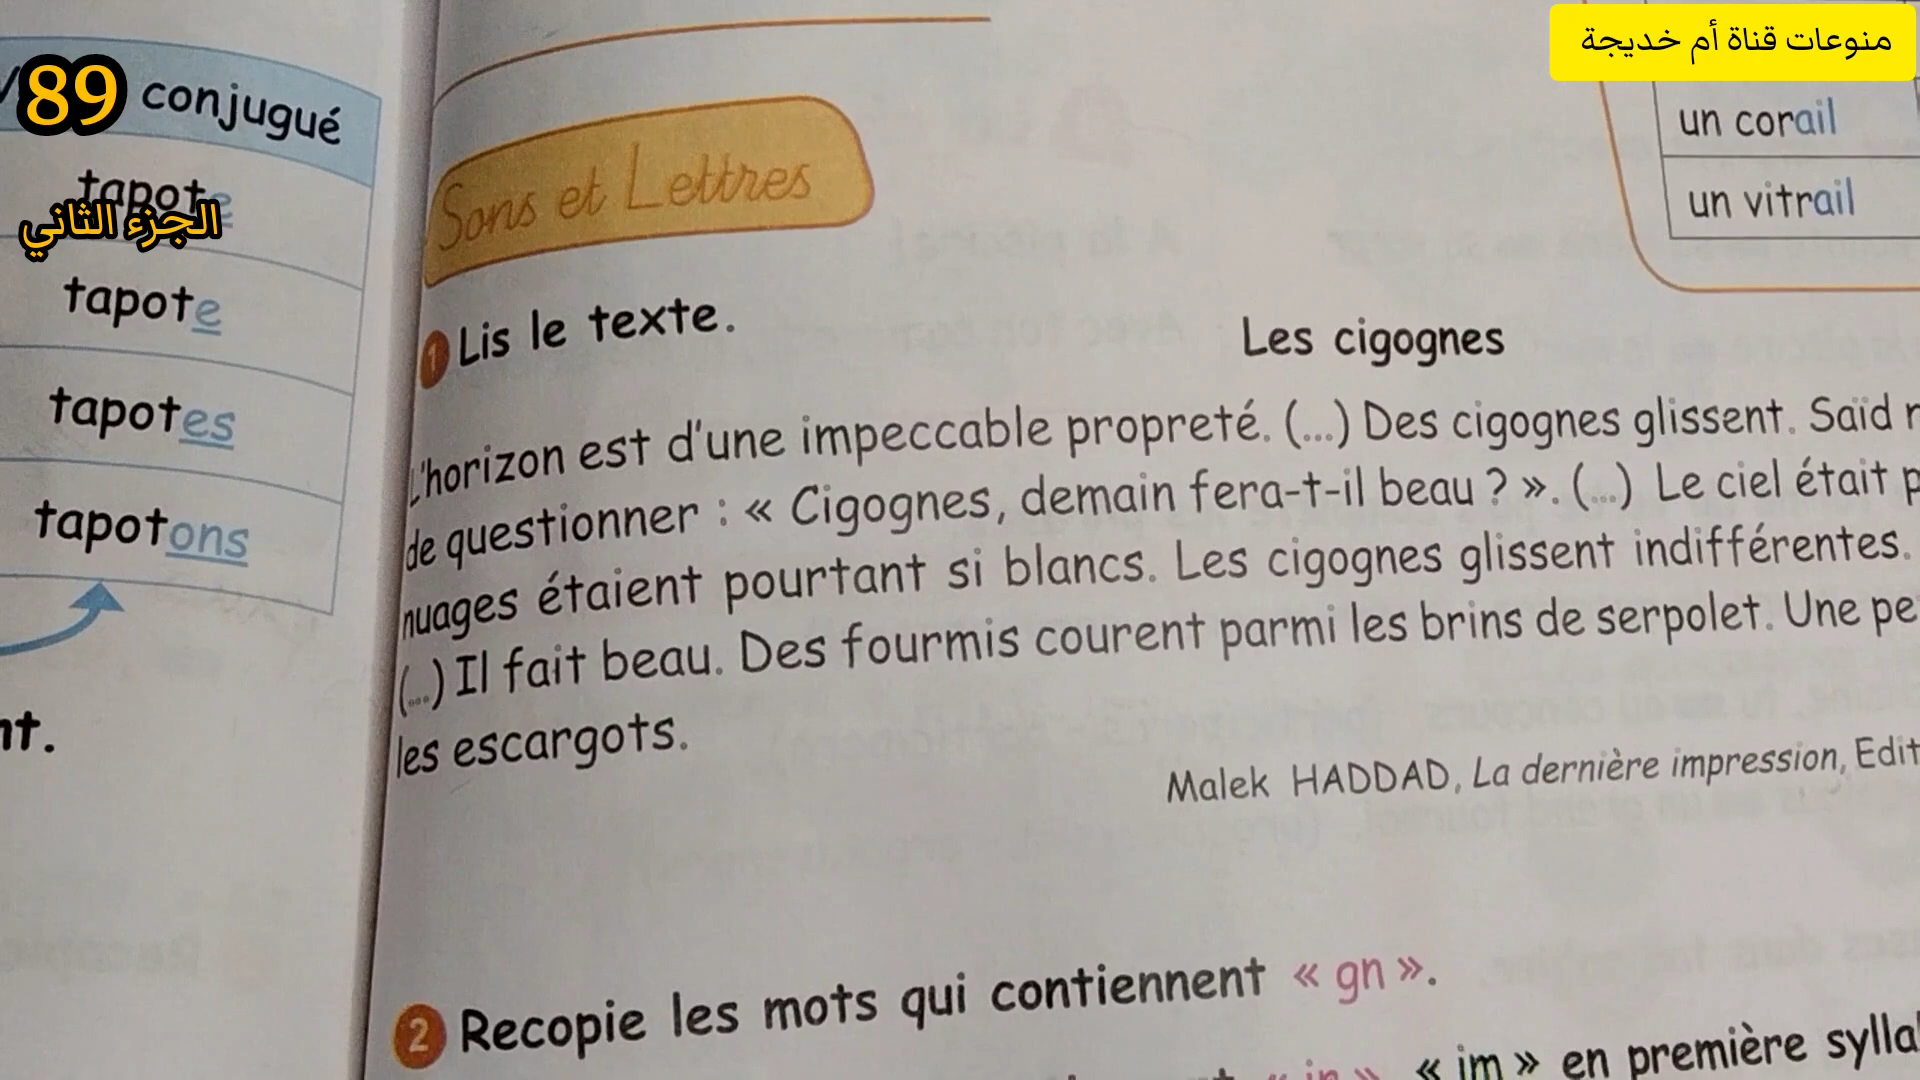 منوعات قناة أم خديجة
89
الجزء الثاني
conjugué
tapote
tapote
tapotes
tapotons
Sons et Lettres
un corail
un vitrail
1 Lis le texte.
Les cigognes
L'horizon est d'une impeccable propreté. (...) Des cigognes glissent. Saïd
de questionner : « Cigognes, demain fera-t-il beau ? ». (...) Le ciel était
nuages étaient pourtant si blancs. Les cigognes glissent indifférentes.
(...) Il fait beau. Des fourmis courent parmi les brins de serpolet. Une
les escargots.
Malek HADDAD, La dernière impression,
2 Recopie les mots qui contiennent « gn ».
« in » « im » en première